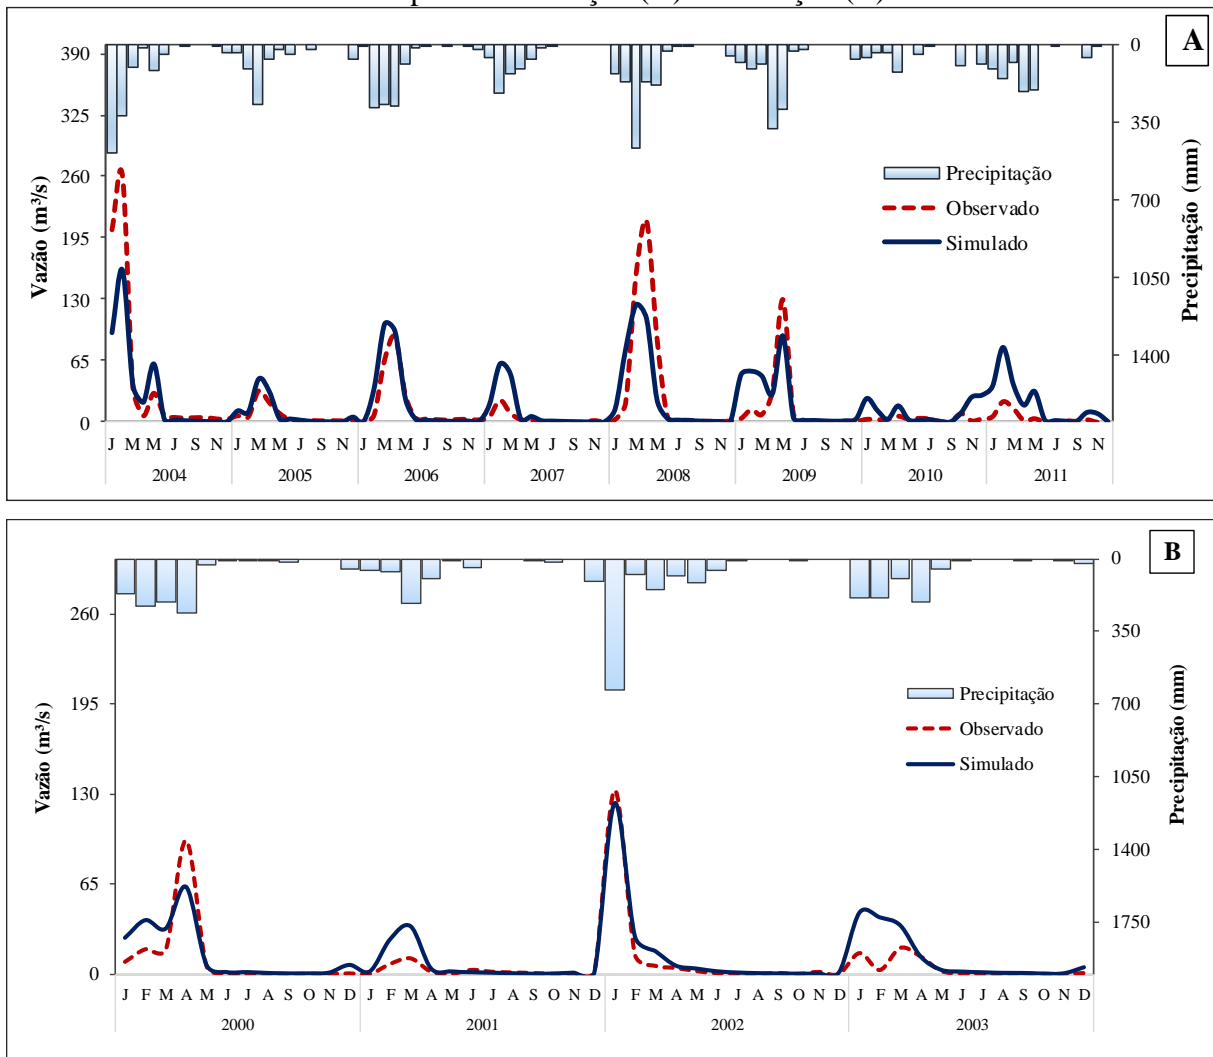 A
Vazão (m³/s)
390
325
260
195
130
65
0
Precipitação
Observado
Simulado
0
350
700
1050
1400
Precipitação (mm)
J M M J S N J M M J S N J M M J S N J M M J S N J M M J S N J M M J S N J M M J S N J M M J S N
2004 2005 2006 2007 2008 2009 2010 2011
B
Vazão (m³/s)
260
195
130
65
0
Precipitação
Observado
Simulado
0
350
700
1050
1400
1750
Precipitação (mm)
J F M A M J J A S O N D J F M A M J J A S O N D J F M A M J J A S O N D J F M A M J J A S O N D
2000 2001 2002 2003